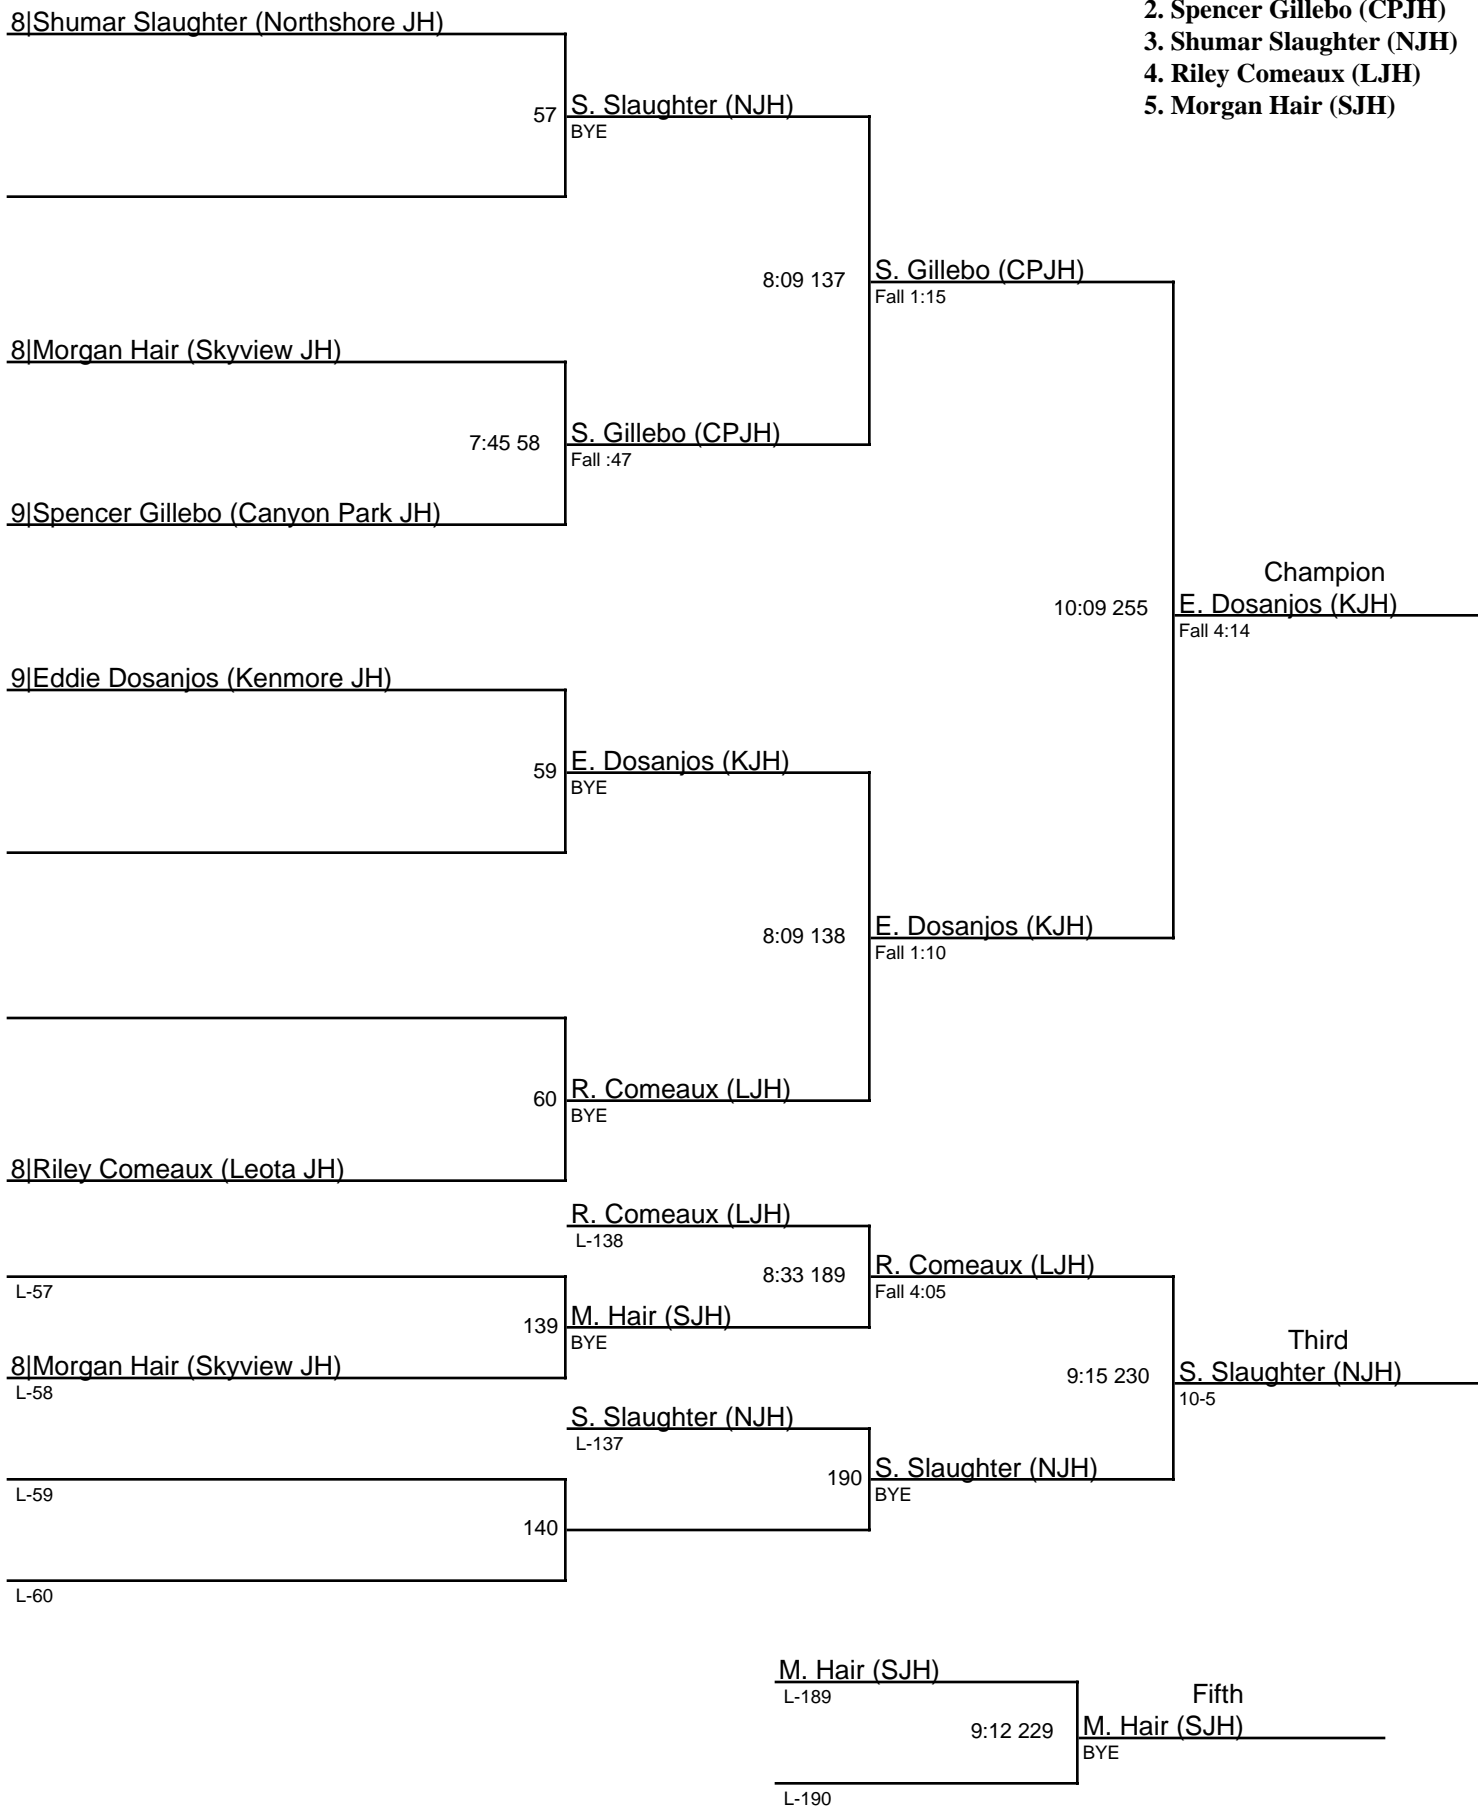 8|Shumar Slaughter (Northshore JH)
2. Spencer Gillebo (CPJH)
3. Shumar Slaughter (NJH)
4. Riley Comeaux (LJH)
5. Morgan Hair (SJH)
57
S. Slaughter (NJH)
BYE
8:09 137
S. Gillebo (CPJH)
Fall 1:15
8|Morgan Hair (Skyview JH)
7:45 58
S. Gillebo (CPJH)
Fall :47
9|Spencer Gillebo (Canyon Park JH)
Champion
10:09 255
E. Dosanjos (KJH)
Fall 4:14
9|Eddie Dosanjos (Kenmore JH)
59
E. Dosanjos (KJH)
BYE
8:09 138
E. Dosanjos (KJH)
Fall 1:10
60
R. Comeaux (LJH)
BYE
8|Riley Comeaux (Leota JH)
R. Comeaux (LJH)
L-138
8:33 189
R. Comeaux (LJH)
Fall 4:05
L-57
139
M. Hair (SJH)
BYE
8|Morgan Hair (Skyview JH)
L-58
Third
9:15 230
S. Slaughter (NJH)
10-5
S. Slaughter (NJH)
L-137
190
S. Slaughter (NJH)
BYE
L-59
140
L-60
M. Hair (SJH)
L-189
Fifth
9:12 229
M. Hair (SJH)
BYE
L-190